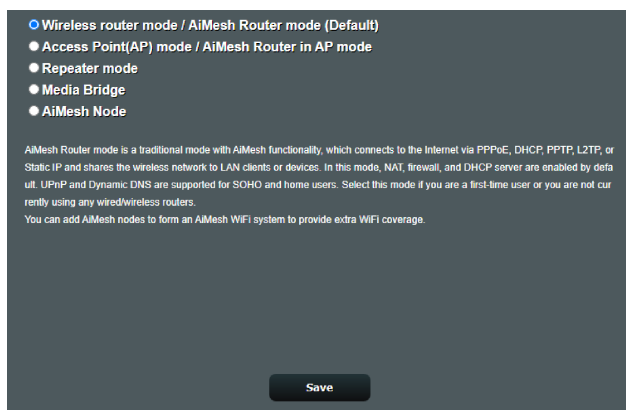 Wireless router mode / AiMesh Router mode (Default)
Access Point(AP) mode / AiMesh Router in AP mode
Repeater mode
Media Bridge
AiMesh Node
AiMesh Router mode is a traditional mode with AiMesh functionality, which connects to the Internet via PPPoE, DHCP, PPTP, L2TP, or
Static IP and shares the wireless network to LAN clients or devices. In this mode, NAT, firewall, and DHCP server are enabled by defa
ult. UPnP and Dynamic DNS are supported for SOHO and home users. Select this mode if you are a first-time user or you are not cur
rently using any wired/wireless routers.
You can add AiMesh nodes to form an AiMesh WiFi system to provide extra WiFi coverage.
Save